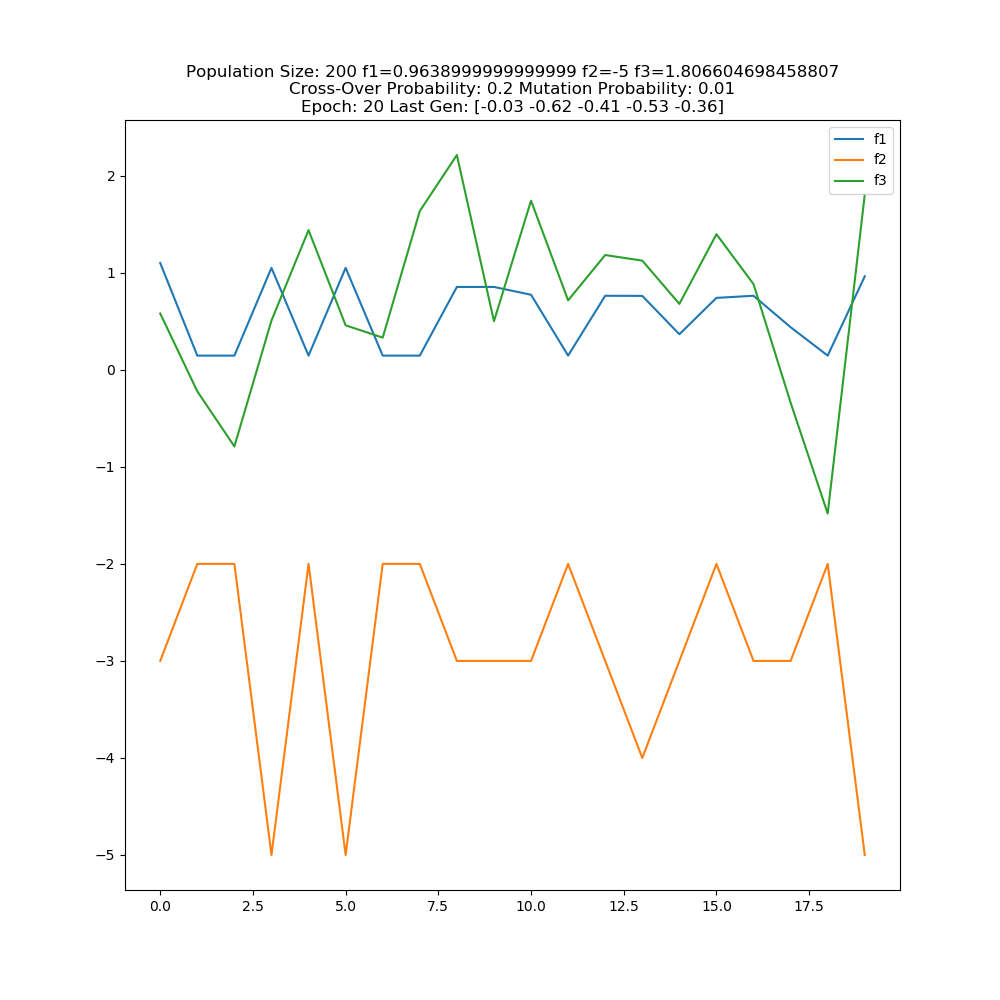 Population Size: 200 f1=0.9638999999999999 f2=-5 f3=1.806604698458807
Cross-Over Probability: 0.2 Mutation Probability: 0.01
Epoch: 20 Last Gen: [-0.03 -0.62 -0.41 -0.53 -0.36]
f1
f2
f3
2
1
0
−1
−2
−3
−4
−5
0.0 2.5 5.0 7.5 10.0 12.5 15.0 17.5